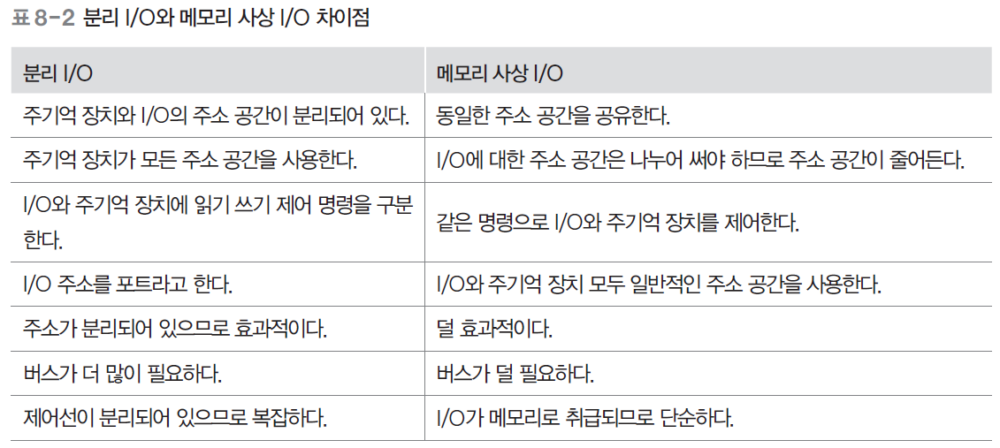 표 8-2 분리 I/O와 메모리 사상 I/O 차이점
분리 I/O
메모리 사상 I/O
주기억 장치와 I/O의 주소 공간이 분리되어 있다.
동일한 주소 공간을 공유한다.
주기억 장치가 모든 주소 공간을 사용한다.
I/O에 대한 주소 공간은 나누어 써야 하므로 주소 공간이 줄어든다.
I/O와 주기억 장치에 읽기 쓰기 제어 명령을 구분
한다.
같은 명령으로 I/O와 주기억 장치를 제어한다.
I/O 주소를 포트라고 한다.
I/O와 주기억 장치 모두 일반적인 주소 공간을 사용한다.
주소가 분리되어 있으므로 효과적이다.
덜 효과적이다.
버스가 더 많이 필요하다.
버스가 덜 필요하다.
제어선이 분리되어 있으므로 복잡하다.
I/O가 메모리로 취급되므로 단순하다.